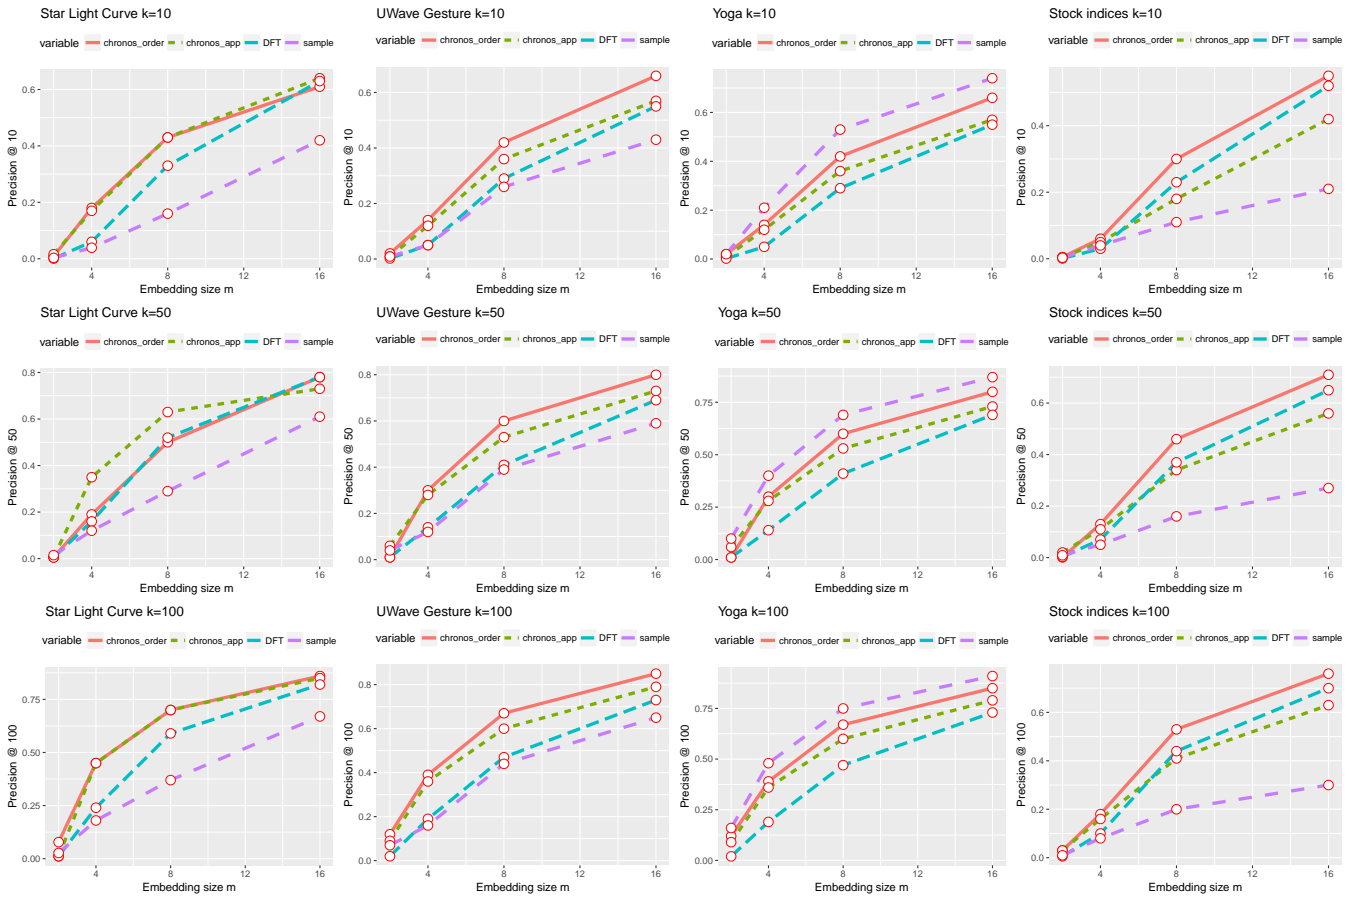 Star Light Curve k=10
variable chronos_order chronos_app DFT sample
0.6
0.4
0.2
0.0
Precision @ 10
4 8 12 16
Embedding size m
UWave Gesture k=10
variable chronos_order chronos_app DFT sample
0.6
0.4
0.2
0.0
Precision @ 10
4 8 12 16
Embedding size m
Yoga k=10
variable chronos_order chronos_app DFT sample
0.6
0.4
0.2
0.0
Precision @ 10
4 8 12 16
Embedding size m
Stock indices k=10
variable chronos_order chronos_app DFT sample
0.4
0.2
0.0
Precision @ 10
4 8 12 16
Embedding size m
Star Light Curve k=50
variable chronos_order chronos_app DFT sample
0.8
0.6
0.4
0.2
0.0
Precision @ 50
4 8 12 16
Embedding size m
UWave Gesture k=50
variable chronos_order chronos_app DFT sample
0.8
0.6
0.4
0.2
0.0
Precision @ 50
4 8 12 16
Embedding size m
Yoga k=50
variable chronos_order chronos_app DFT sample
0.75
0.50
0.25
0.00
Precision @ 50
4 8 12 16
Embedding size m
Stock indices k=50
variable chronos_order chronos_app DFT sample
0.6
0.4
0.2
0.0
Precision @ 50
4 8 12 16
Embedding size m
Star Light Curve k=100
variable chronos_order chronos_app DFT sample
0.75
0.50
0.25
0.00
Precision @ 100
4 8 12 16
Embedding size m
UWave Gesture k=100
variable chronos_order chronos_app DFT sample
0.8
0.6
0.4
0.2
0.0
Precision @ 100
4 8 12 16
Embedding size m
Yoga k=100
variable chronos_order chronos_app DFT sample
0.75
0.50
0.25
0.00
Precision @ 100
4 8 12 16
Embedding size m
Stock indices k=100
variable chronos_order chronos_app DFT sample
0.6
0.4
0.2
0.0
Precision @ 100
4 8 12 16
Embedding size m